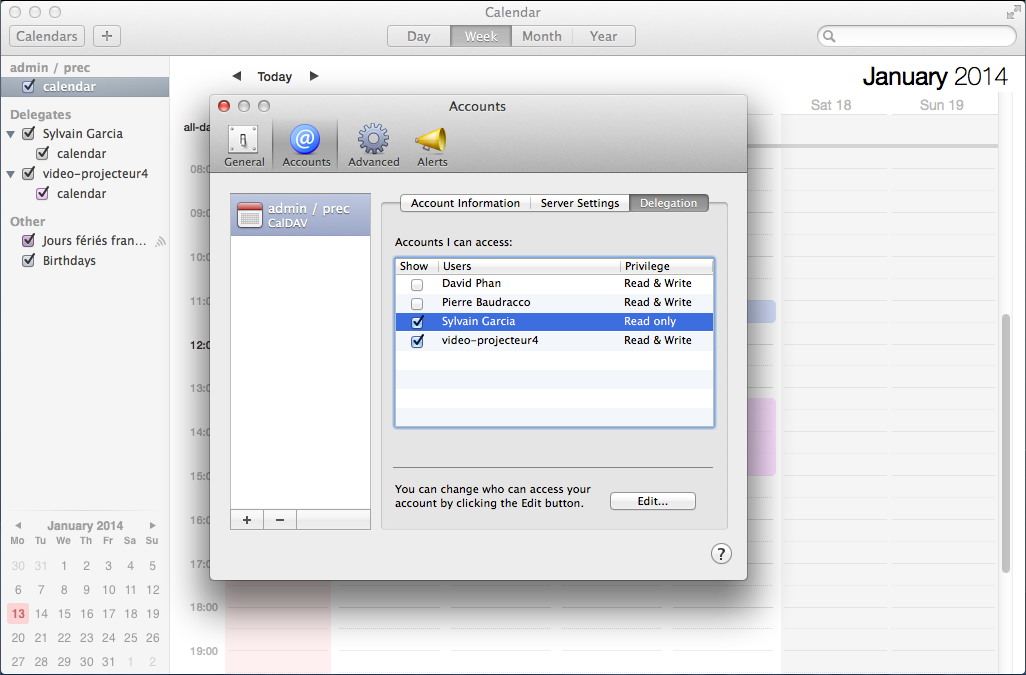 Calendar
Calendars + Day Week Month Year
admin / prec
calendar
Delegates
Sylvain Garcia
calendar
video-projecteur4
calendar
Other
Jours fériés fran...
Birthdays
January 2014
Mo Tu We Th Fr Sa Su
30 31 1 2 3 4 5
6 7 8 9 10 11 12
13 14 15 16 17 18 19
20 21 22 23 24 25 26
27 28 29 30 31 1 2
Today
January 2014
Sat 18 Sun 19
all-da
08:0
09:0
10:0
11:0
12:0
13:0
14:0
15:0
16:0
17:0
18:00
19:00
Accounts
General Accounts Advanced Alerts
admin / prec
CalDAV
+ −
Account Information Server Settings Delegation
Accounts I can access:
Show Users Privilege
David Phan Read & Write
Pierre Baudracco Read & Write
Sylvain Garcia Read only
video-projecteur4 Read & Write
You can change who can access your
account by clicking the Edit button.
Edit...
?